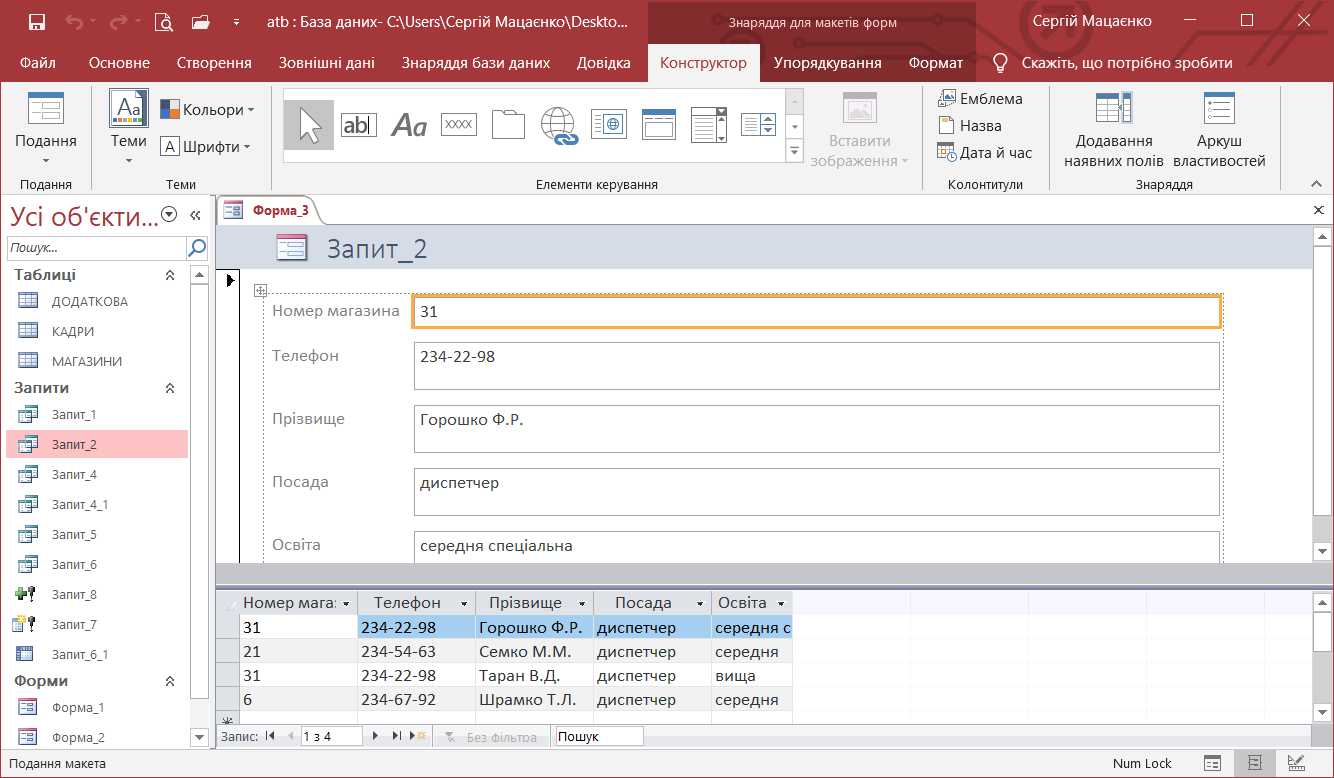 atb : База даних- C:\Users\Сергій Мацаєнко\Deskto...
Знаряддя для макетів форм
Сергій Мацаєнко
Файл Основне Створення Зовнішні дані Знаряддя бази даних Довідка Конструктор Упорядкування Формат Скажіть, що потрібно зробити
Подання
Подання
Aa
Теми
Кольори
A Шрифти
Теми
ab
Aa
XXXX
Елементи керування
Вставити зображення
Емблема
Назва
Дата й час
Колонтитули
Додавання наявних полів
Аркуш властивостей
Знаряддя
Усі об'єкти...
Пошук...
Таблиці
ДОДАТКОВА
КАДРИ
МАГАЗИНИ
Запити
Запит_1
Запит_2
Запит_4
Запит_4_1
Запит_5
Запит_6
Запит_8
Запит_7
Запит_6_1
Форми
Форма_1
Форма_2
Форма_3
Запит_2
Номер магазина 31
Телефон 234-22-98
Прізвище Горошко Ф.Р.
Посада диспетчер
Освіта середня спеціальна
Номер мага: Телефон Прізвище Посада Освіта
31 234-22-98 Горошко Ф.Р. диспетчер середня с
21 234-54-63 Семко М.М. диспетчер середня
31 234-22-98 Таран В.Д. диспетчер вища
6 234-67-92 Шрамко Т.Л. диспетчер середня
Запис: 1 з 4 Без фільтра Пошук
Подання макета
Num Lock